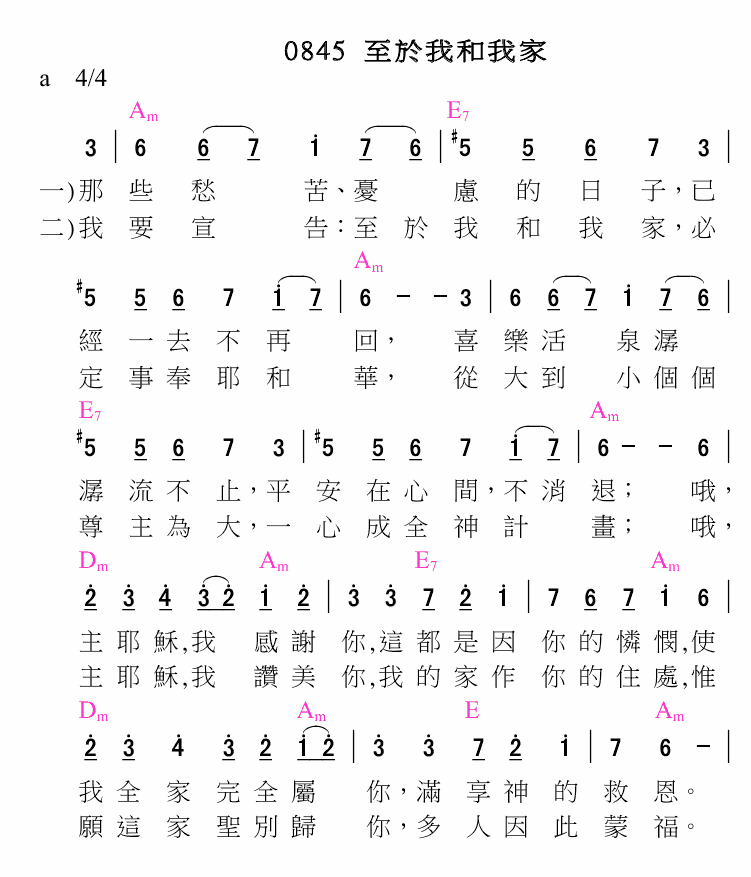 0845 至於我和我家
a 4/4
Am E7
3 | 6 6 7 i 7 6 | #5 5 6 7 3 |
一)那些愁苦、憂慮的日子，已
二)我要宣告：至於我和我家，必
Am
#5 5 6 7 i 7 | 6 - - 3 | 6 6 7 i 7 6 |
經一去不再回，喜樂活泉潺
定事奉耶和華，從大到小個個
E7 Am
#5 5 6 7 3 | #5 5 6 7 i 7 | 6 - - 6 |
潺流不止，平安在心間，不消退；哦，
尊主為大，一心成全神計畫；哦，
Dm Am E7 Am
2 3 4 3 2 i 2 | 3 3 7 2 i | 7 6 7 i 6 |
主耶穌，我感謝你，這都是因你的憐憫，使
主耶穌，我讚美你，我的家作你的住處，惟
Dm Am E Am
2 3 4 3 2 i 2 | 3 3 7 2 i | 7 6 - |
我全家完全屬你，滿享神的救恩。
願這家聖別歸你，多人因此蒙福。